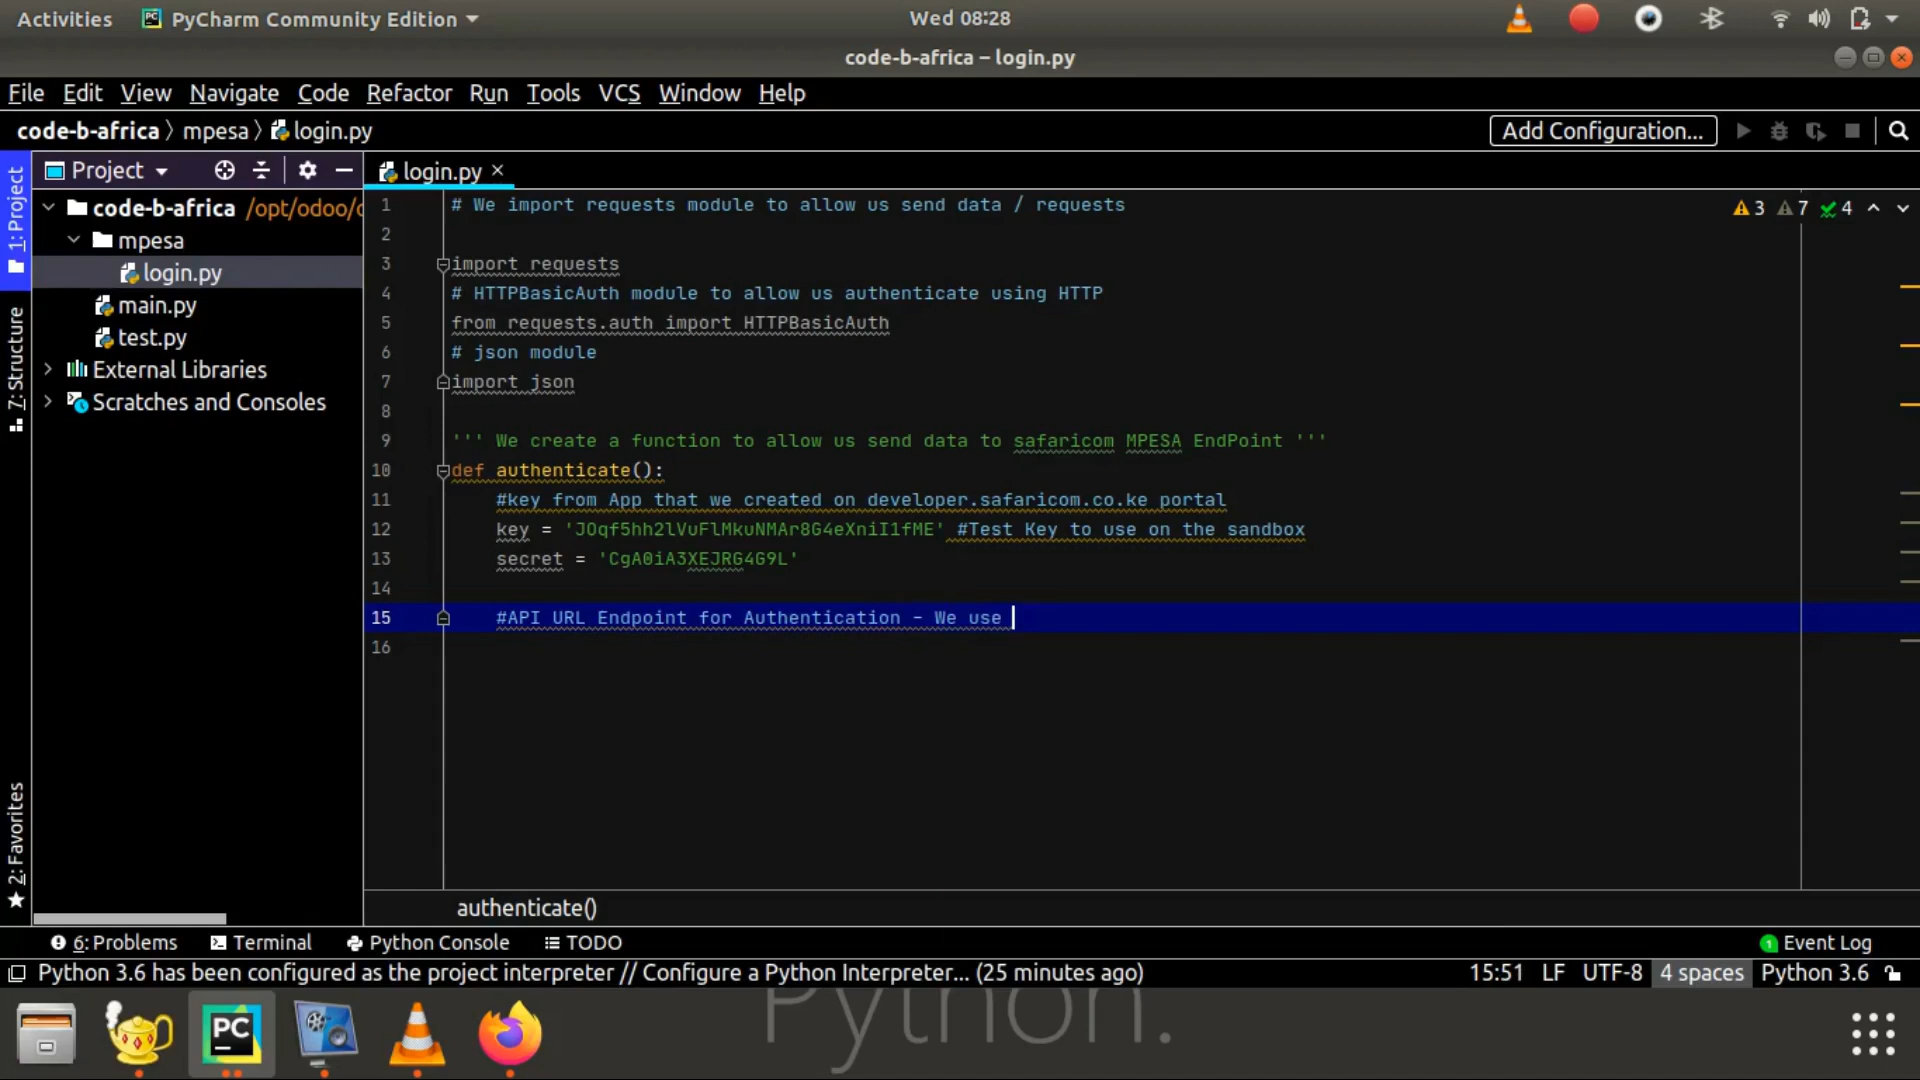 Activities PyCharm Community Edition Wed 08:28
code-b-africa – login.py
File Edit View Navigate Code Refactor Run Tools VCS Window Help
code-b-africa 〉 mpesa 〉 login.py Add Configuration...
1: Project
7: Structure
2: Favorites
Project
code-b-africa /opt/odoo/
mpesa
login.py
main.py
test.py
External Libraries
Scratches and Consoles
login.py
3 7 4
1 # We import requests module to allow us send data / requests
2
3 import requests
4 # HTTPBasicAuth module to allow us authenticate using HTTP
5 from requests.auth import HTTPBasicAuth
6 # json module
7 import json
8
9 ''' We create a function to allow us send data to safaricom MPESA EndPoint '''
10 def authenticate():
11 #key from App that we created on developer.safaricom.co.ke portal
12 key = 'JOqf5hh2lVuFlMkuNMAr8G4eXniI1fME' #Test Key to use on the sandbox
13 secret = 'CgA0iA3XEJRG4G9L'
14
15 #API URL Endpoint for Authentication - We use
16
authenticate()
6: Problems Terminal Python Console TODO 1 Event Log
Python 3.6 has been configured as the project interpreter // Configure a Python Interpreter... (25 minutes ago) 15:51 LF UTF-8 4 spaces Python 3.6
PC
Python.